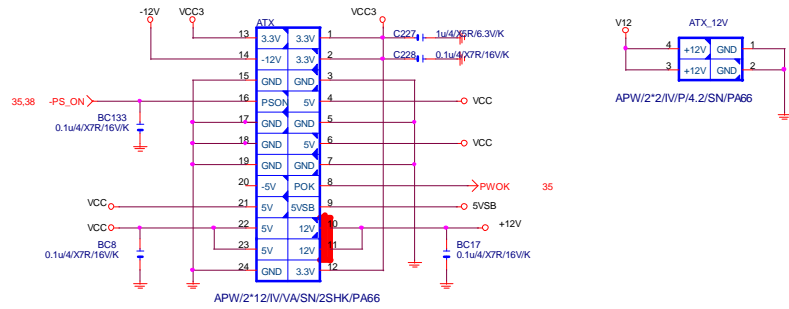 -12V VCC3 ATX VCC3 ATX_12V
V12
13 3.3V 3.3V 1 C227 1u/4/X5R/6.3V/K
4 +12V GND 1
14 -12V 3.3V 2 C228 0.1u/4/X7R/16V/K
3 +12V GND 2
15 GND GND 3
35,38 -PS_ON 16 PSON 5V 4 VCC
APW/2*2/IV/P/4.2/SN/PA66
BC133
0.1u/4/X7R/16V/K
17 GND GND 5
18 GND 5V 6 VCC
19 GND GND 7
20 -5V POK 8 PWOK 35
VCC 21 5V 5VSB 9 5VSB
VCC 22 5V 12V 10 +12V
BC8
0.1u/4/X7R/16V/K
23 5V 12V 11
BC17
0.1u/4/X7R/16V/K
24 GND 3.3V 12
APW/2*12/IV/VA/SN/2SHK/PA66